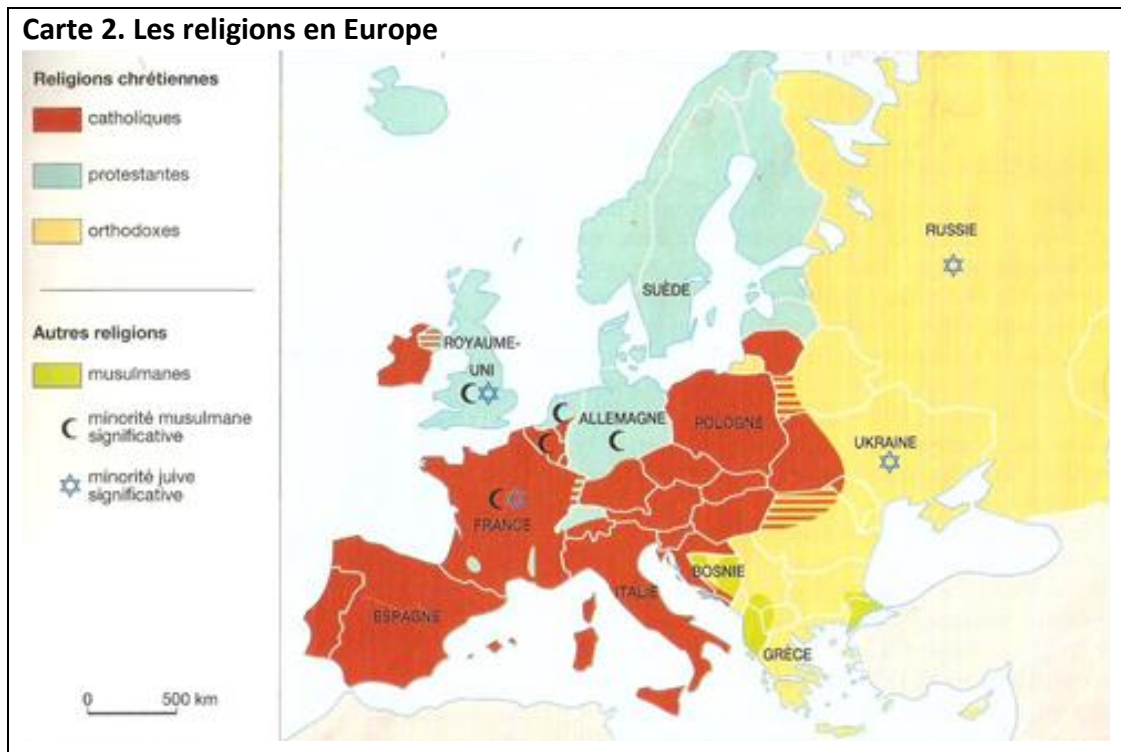 Carte 2. Les religions en Europe
Religions chrétiennes
catholiques
protestantes
orthodoxes
Autres religions
musulmanes
minorité musulmane
significative
minorité juive
significative
0 500 km
RUSSIE
SUÈDE
ROYAUME-
UNI
ALLEMAGNE
POLOGNE
UKRAINE
FRANCE
BOSNIE
ITALIE
ESPAGNE
GRÈCE